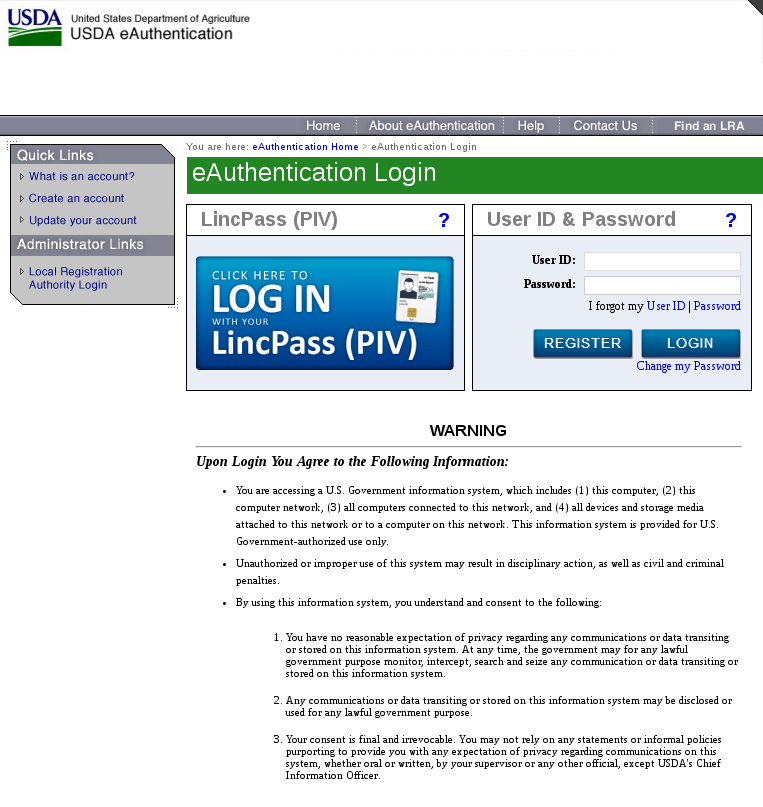 USDA
United States Department of Agriculture
USDA eAuthentication
Home
About eAuthentication
Help
Contact Us
Find an LRA
Quick Links
What is an account?
Create an account
Update your account
Administrator Links
Local Registration
Authority Login
You are here: eAuthentication Home > eAuthentication Login
eAuthentication Login
LincPass (PIV) ?
CLICK HERE TO
LOG IN
WITH YOUR
LincPass (PIV)
User ID & Password ?
User ID:
Password:
I forgot my User ID | Password
REGISTER LOGIN
Change my Password
WARNING
Upon Login You Agree to the Following Information:
• You are accessing a U.S. Government information system, which includes (1) this computer, (2) this
computer network, (3) all computers connected to this network, and (4) all devices and storage media
attached to this network or to a computer on this network. This information system is provided for U.S.
Government-authorized use only.
• Unauthorized or improper use of this system may result in disciplinary action, as well as civil and criminal
penalties.
• By using this information system, you understand and consent to the following:
1. You have no reasonable expectation of privacy regarding any communications or data transiting
or stored on this information system. At any time, the government may for any lawful
government purpose monitor, intercept, search and seize any communication or data transiting or
stored on this information system.
2. Any communications or data transiting or stored on this information system may be disclosed or
used for any lawful government purpose.
3. Your consent is final and irrevocable. You may not rely on any statements or informal policies
purporting to provide you with any expectation of privacy regarding communications on this
system, whether oral or written, by your supervisor or any other official, except USDA's Chief
Information Officer.